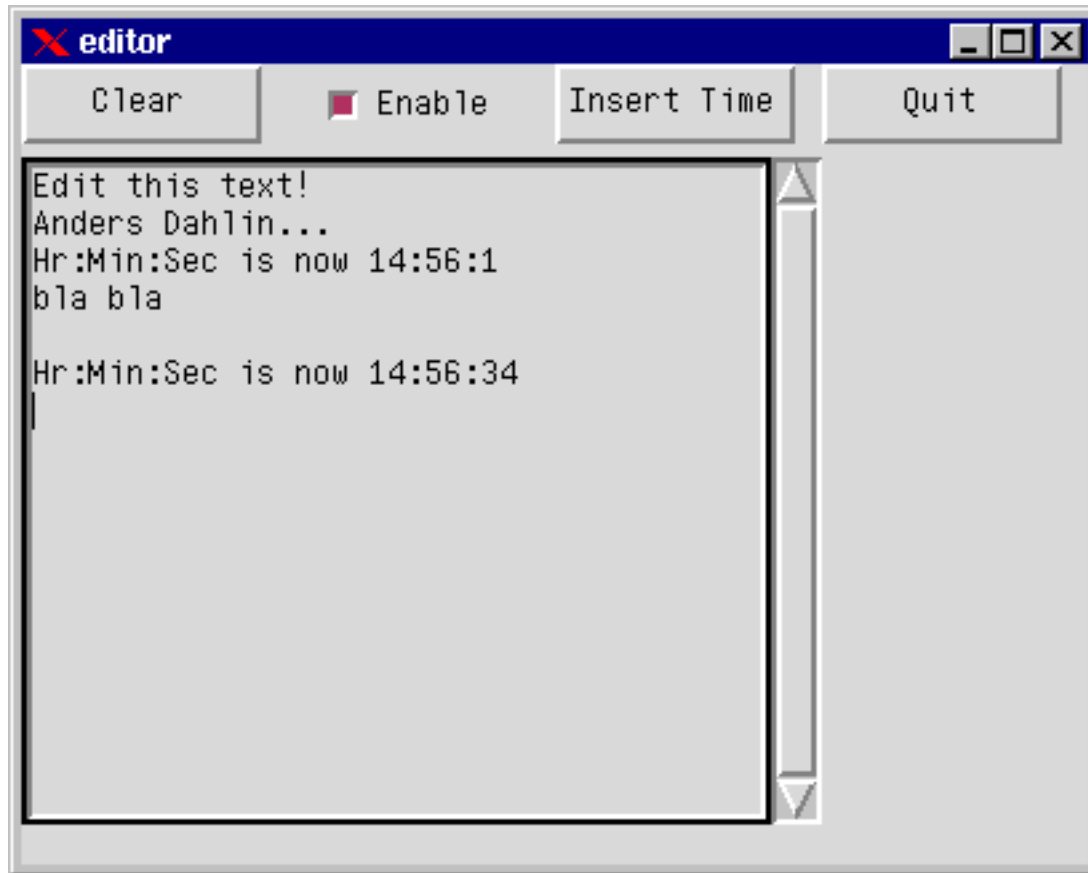 editor
Clear Enable Insert Time Quit
Edit this text!
Anders Dahlin...
Hr:Min:Sec is now 14:56:1
bla bla
Hr:Min:Sec is now 14:56:34